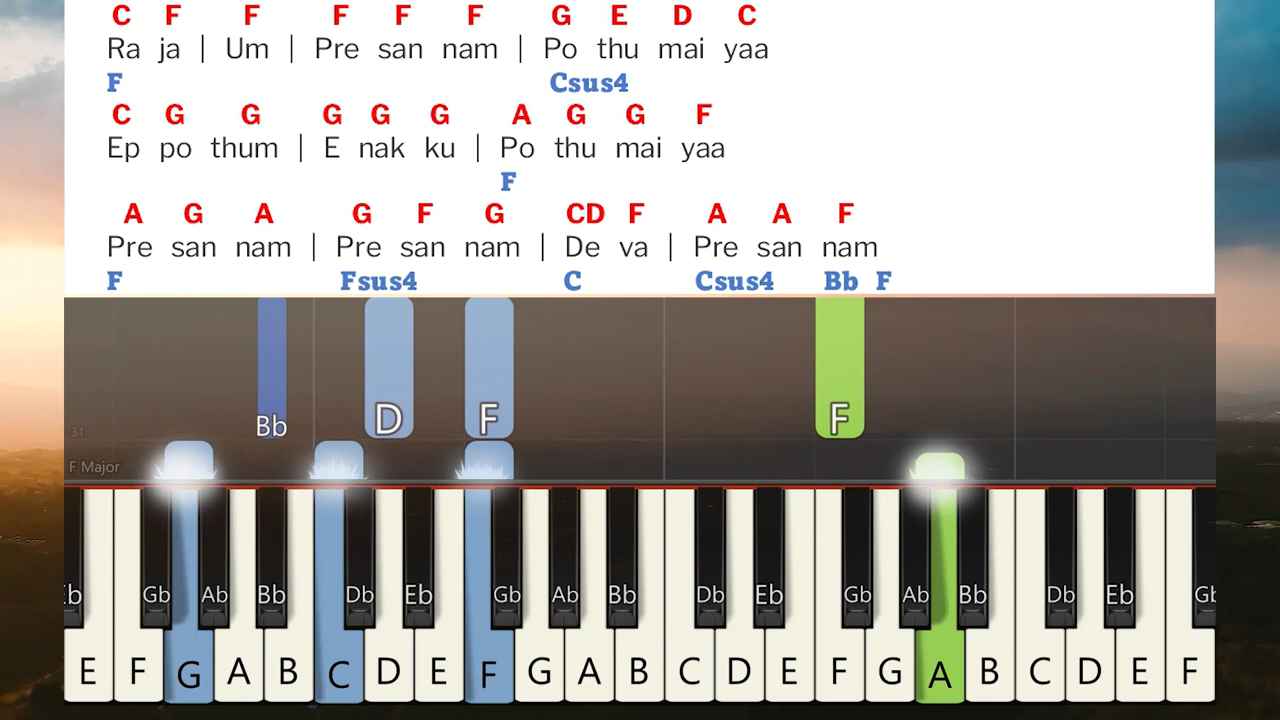 C F F F F F G E D C
Ra ja | Um | Pre san nam | Po thu mai yaa
F Csus4
C G G G G G A G G F
Ep po thum | E nak ku | Po thu mai yaa
F
A G A G F G CD F A A F
Pre san nam | Pre san nam | De va | Pre san nam
F Fsus4 C Csus4 Bb F
Bb D F F
31
F Major
Eb Gb Ab Bb Db Eb Gb Ab Bb Db Eb Gb Ab Bb Db Eb Gb
E F G A B C D E F G A B C D E F G A B C D E F